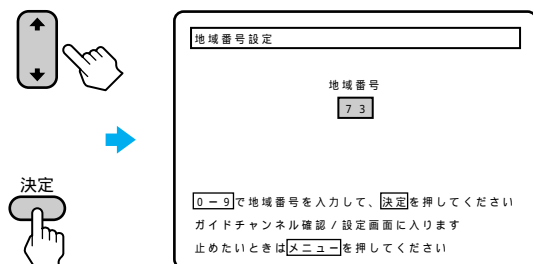 地域番号設定
地域番号
73
決定
0－9で地域番号を入力して、決定を押してください
ガイドチャンネル確認/設定画面に入ります
止めたいときはメニューを押してください